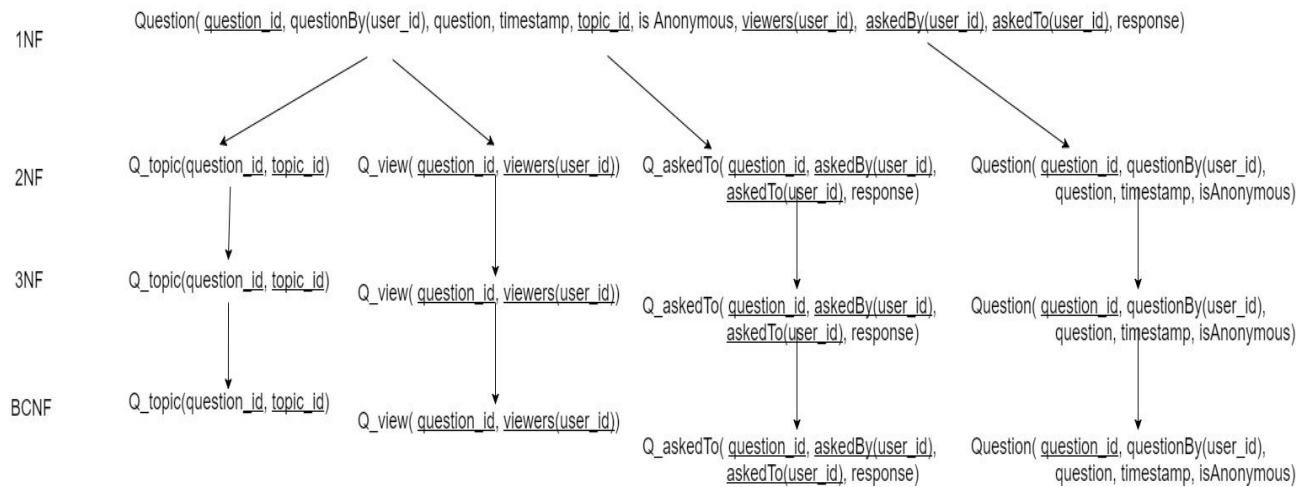 1NF
Question( question_id, questionBy(user_id), question, timestamp, topic_id, is Anonymous, viewers(user_id), askedBy(user_id), askedTo(user_id), response)
2NF
Q_topic(question_id, topic_id)
Q_view( question_id, viewers(user_id))
Q_askedTo( question_id, askedBy(user_id),
askedTo(user_id), response)
Question( question_id, questionBy(user_id),
question, timestamp, isAnonymous)
3NF
Q_topic(question_id, topic_id)
Q_view( question_id, viewers(user_id))
Q_askedTo( question_id, askedBy(user_id),
askedTo(user_id), response)
Question( question_id, questionBy(user_id),
question, timestamp, isAnonymous)
BCNF
Q_topic(question_id, topic_id)
Q_view( question_id, viewers(user_id))
Q_askedTo( question_id, askedBy(user_id),
askedTo(user_id), response)
Question( question_id, questionBy(user_id),
question, timestamp, isAnonymous)